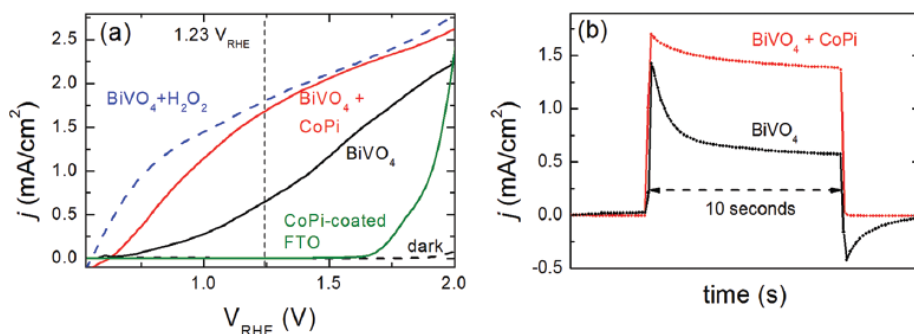 (a)
1.23 V_RHE
BiVO₄+H₂O₂
BiVO₄ +
CoPi
BiVO₄
CoPi-coated
FTO
dark
j (mA/cm²)
2.5
2.0
1.5
1.0
0.5
0.0
1.0
1.5
2.0
V_RHE (V)
(b)
BiVO₄ + CoPi
BiVO₄
10 seconds
j (mA/cm²)
1.5
1.0
0.5
0.0
-0.5
time (s)